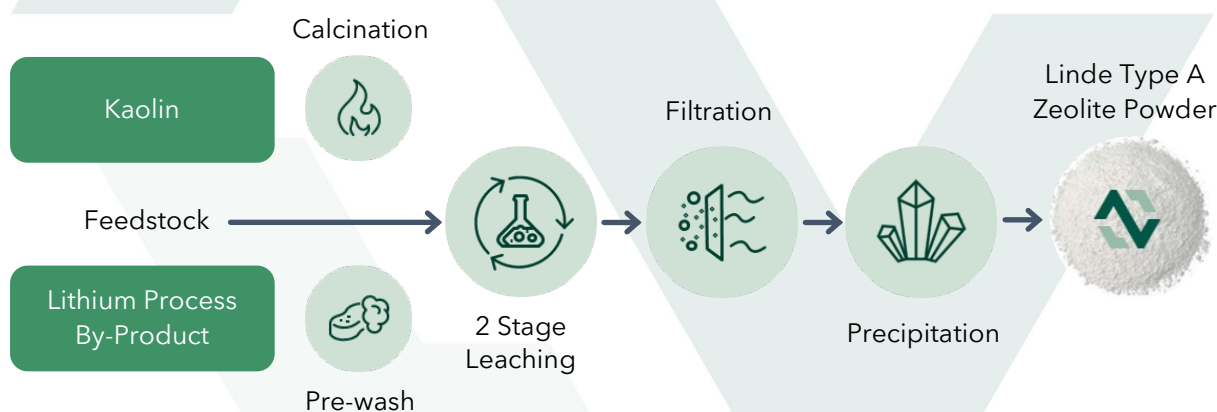 Calcination
Kaolin
Linde Type A
Zeolite Powder
Filtration
Feedstock
Lithium Process
By-Product
2 Stage
Leaching
Precipitation
Pre-wash